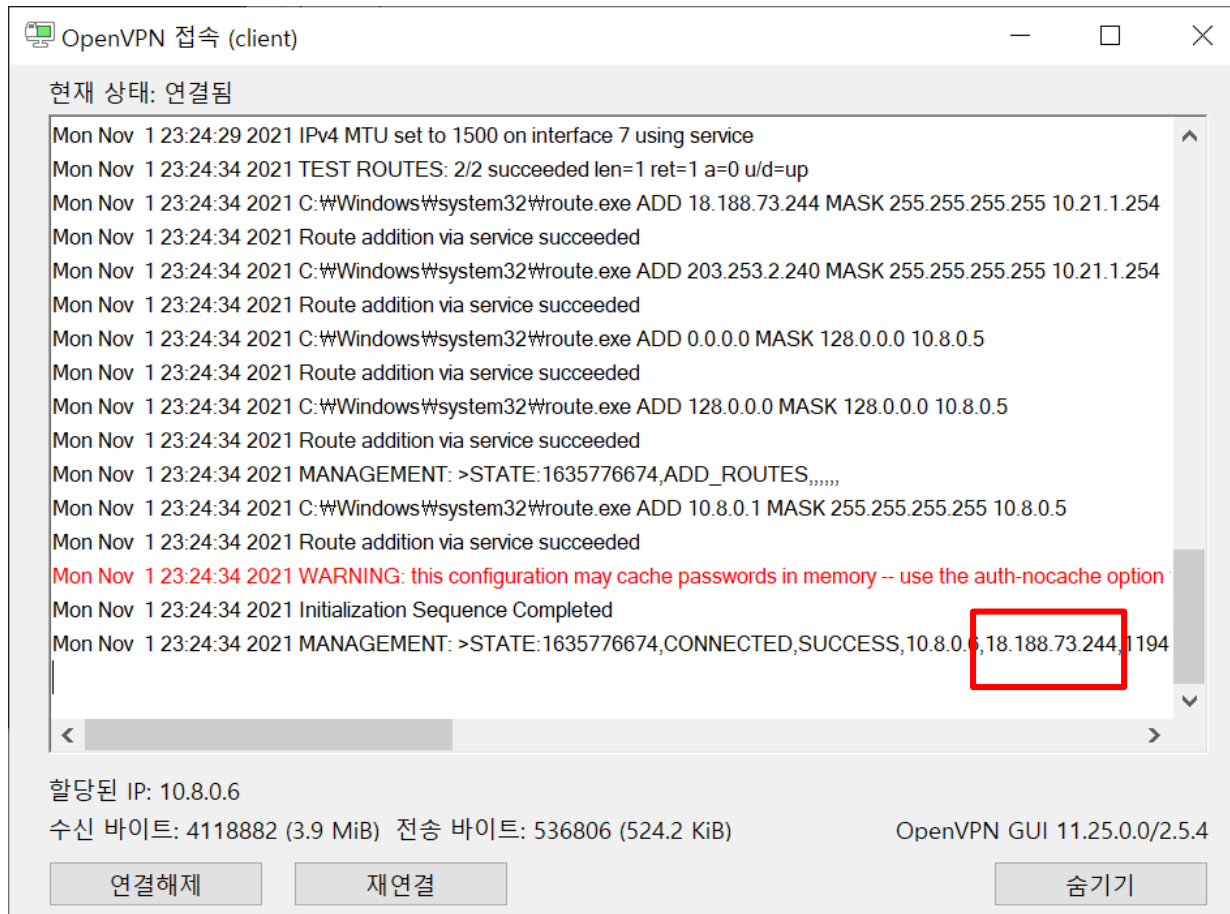 OpenVPN 접속 (client)
현재 상태: 연결됨
Mon Nov 1 23:24:29 2021 IPv4 MTU set to 1500 on interface 7 using service
Mon Nov 1 23:24:34 2021 TEST ROUTES: 2/2 succeeded len=1 ret=1 a=0 u/d=up
Mon Nov 1 23:24:34 2021 C:₩Windows₩system32₩route.exe ADD 18.188.73.244 MASK 255.255.255.255 10.21.1.254
Mon Nov 1 23:24:34 2021 Route addition via service succeeded
Mon Nov 1 23:24:34 2021 C:₩Windows₩system32₩route.exe ADD 203.253.2.240 MASK 255.255.255.255 10.21.1.254
Mon Nov 1 23:24:34 2021 Route addition via service succeeded
Mon Nov 1 23:24:34 2021 C:₩Windows₩system32₩route.exe ADD 0.0.0.0 MASK 128.0.0.0 10.8.0.5
Mon Nov 1 23:24:34 2021 Route addition via service succeeded
Mon Nov 1 23:24:34 2021 C:₩Windows₩system32₩route.exe ADD 128.0.0.0 MASK 128.0.0.0 10.8.0.5
Mon Nov 1 23:24:34 2021 Route addition via service succeeded
Mon Nov 1 23:24:34 2021 MANAGEMENT: >STATE:1635776674,ADD_ROUTES,,,,,,
Mon Nov 1 23:24:34 2021 C:₩Windows₩system32₩route.exe ADD 10.8.0.1 MASK 255.255.255.255 10.8.0.5
Mon Nov 1 23:24:34 2021 Route addition via service succeeded
Mon Nov 1 23:24:34 2021 WARNING: this configuration may cache passwords in memory -- use the auth-nocache option
Mon Nov 1 23:24:34 2021 Initialization Sequence Completed
Mon Nov 1 23:24:34 2021 MANAGEMENT: >STATE:1635776674,CONNECTED,SUCCESS,10.8.0.6,18.188.73.244,1194
할당된 IP: 10.8.0.6
수신 바이트: 4118882 (3.9 MiB) 전송 바이트: 536806 (524.2 KiB) OpenVPN GUI 11.25.0.0/2.5.4
연결해제 재연결 숨기기